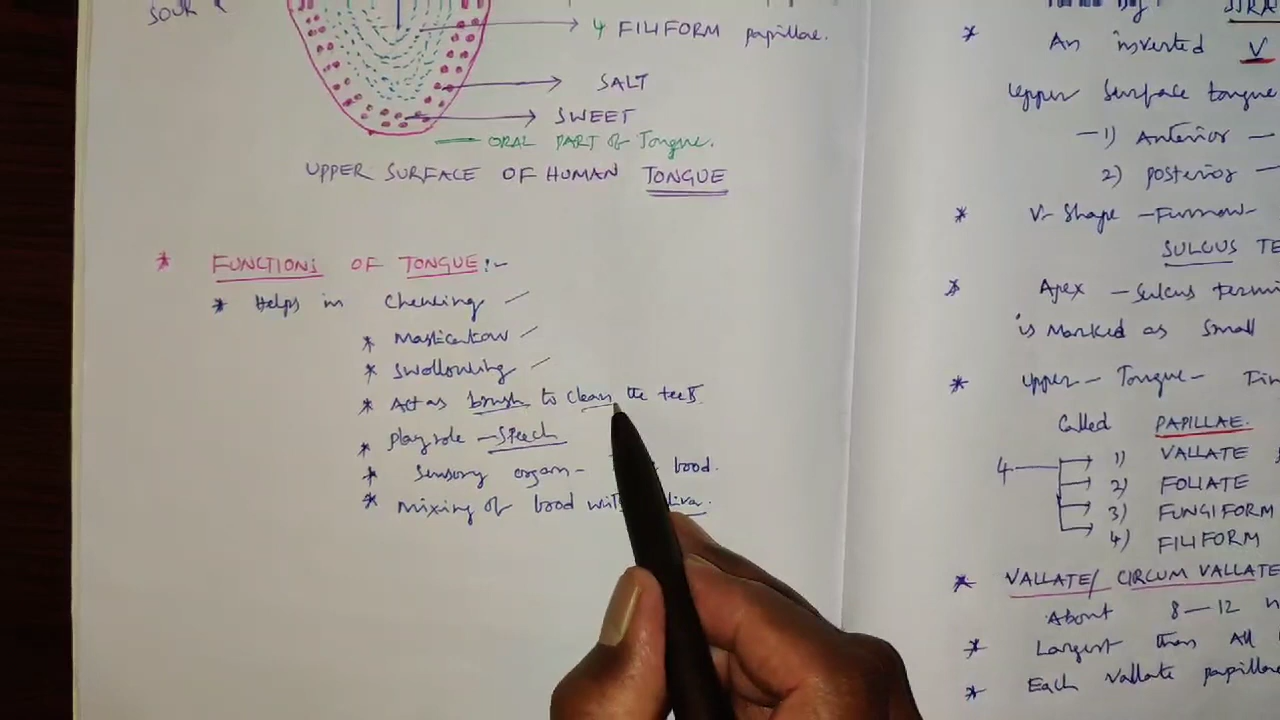 SOUR &
4 FILIFORM papillae.
SALT
SWEET
ORAL PART OF Tongue.
UPPER SURFACE OF HUMAN TONGUE
* FUNCTIONS OF TONGUE:-
* Helps in Chewing
* Mastication
* Swallowing
* Act as brush to clean the teeth
* Play role - Speech
* Sensory organ - food.
* mixing of food with
* An inverted V
Upper Surface tongue
- 1) Anterior -
2) posterior -
* V-Shape - Furrow -
SULCUS TE
* Apex - Sulcus termi
is Marked as Small
* Upper - Tongue -
Called PAPILLAE.
4 1) VALLATE
2) FOLIATE
3) FUNGIFORM
4) FILIFORM
* VALLATE / CIRCUM VALLATE
About 8-12
* Largest than All
* Each Vallate papillae